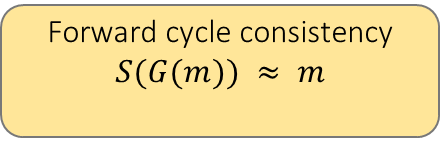 Forward cycle consistency
S(G(m)) ≈ m